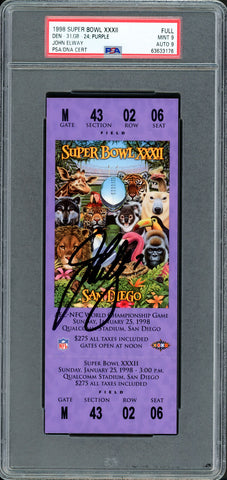 1998 SUPER BOWL XXXII FULL
DEN - 31, GB - 24, PURPLE MINT 9
JOHN ELWAY AUTO 9
PSA/DNA CERT PSA 63633176
M 43 02 06
GATE SECTION ROW SEAT
FIELD
SUPER BOWL XXXII
SAN DIEGO
NFC WORLD CHAMPIONSHIP GAME
SUNDAY, JANUARY 25, 1998
QUALCOMM STADIUM, SAN DIEGO
$275 ALL TAXES INCLUDED
GATES OPEN AT NOON
SUPER BOWL XXXII
SUNDAY, JANUARY 25, 1998 - 3:00 P.M.
QUALCOMM STADIUM, SAN DIEGO
$275 ALL TAXES INCLUDED
FIELD
GATE SECTION ROW SEAT
M 43 02 06